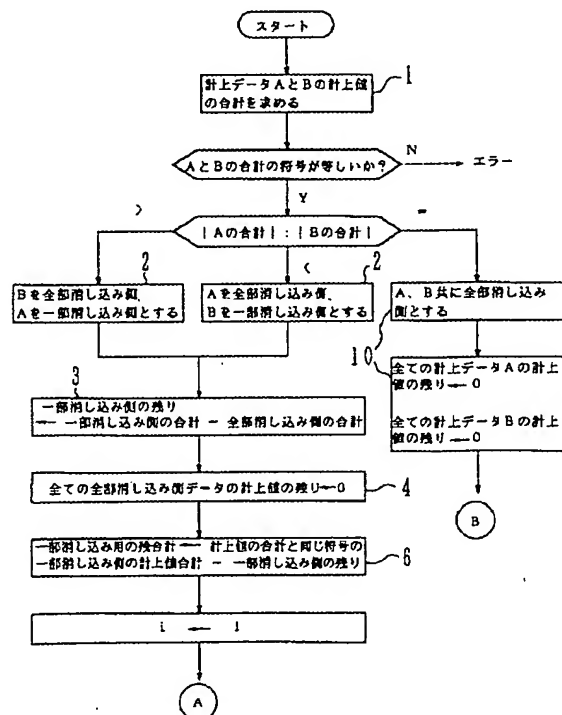 スタート
計上データAとBの計上値
の合計を求める
1
AとBの合計の符号が等しいか？
N
エラー
Y
>
|Aの合計| : |Bの合計|
=
<
2
2
Bを全部消し込み側、
Aを一部消し込み側とする
Aを全部消し込み側、
Bを一部消し込み側とする
A、B共に全部消し込み
側とする
10
全ての計上データAの計上
値の残り←0
全ての計上データBの計上
値の残り←0
B
3
一部消し込み側の残り
← 一部消し込み側の合計 − 全部消し込み側の合計
全ての全部消し込み側データの計上値の残り←0
4
一部消し込み用の残合計 ← 計上値の合計と同じ符号の
一部消し込み側の計上値合計 − 一部消し込み側の残り
6
i ← 1
A